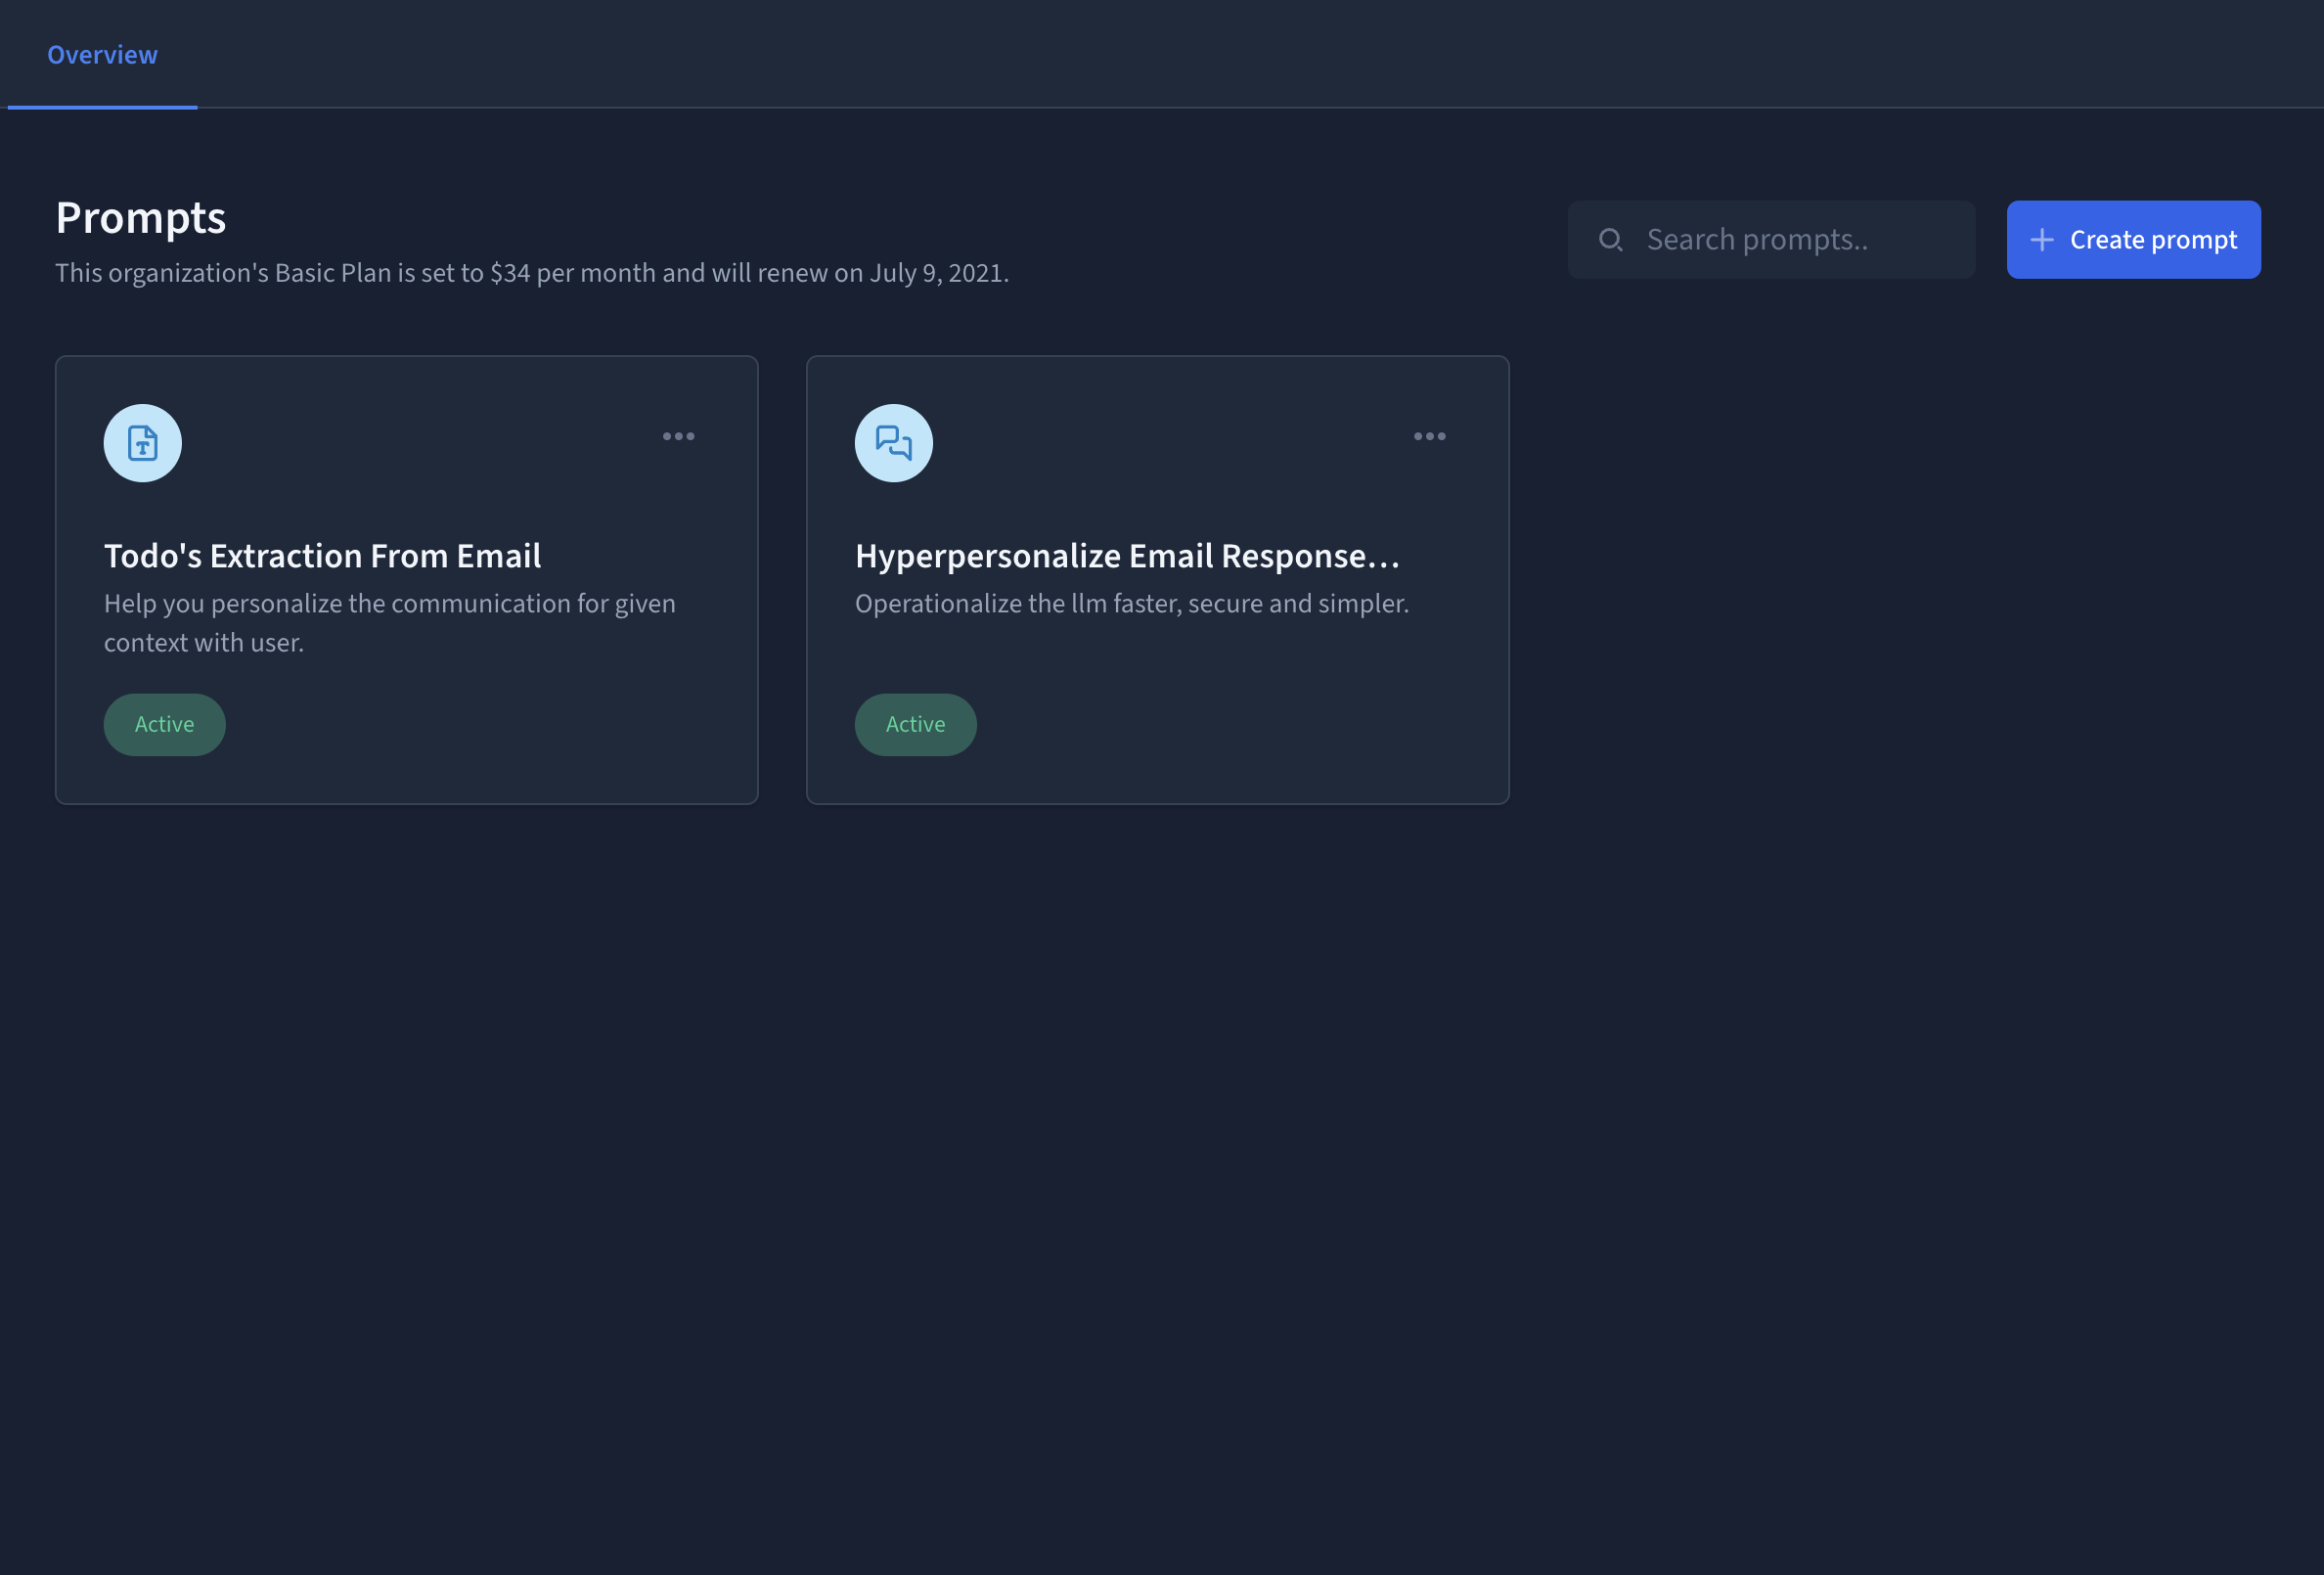 Overview
Prompts
This organization's Basic Plan is set to $34 per month and will renew on July 9, 2021.
Search prompts..
Create prompt
Todo's Extraction From Email
Help you personalize the communication for given
context with user.
Active
Hyperpersonalize Email Response...
Operationalize the llm faster, secure and simpler.
Active